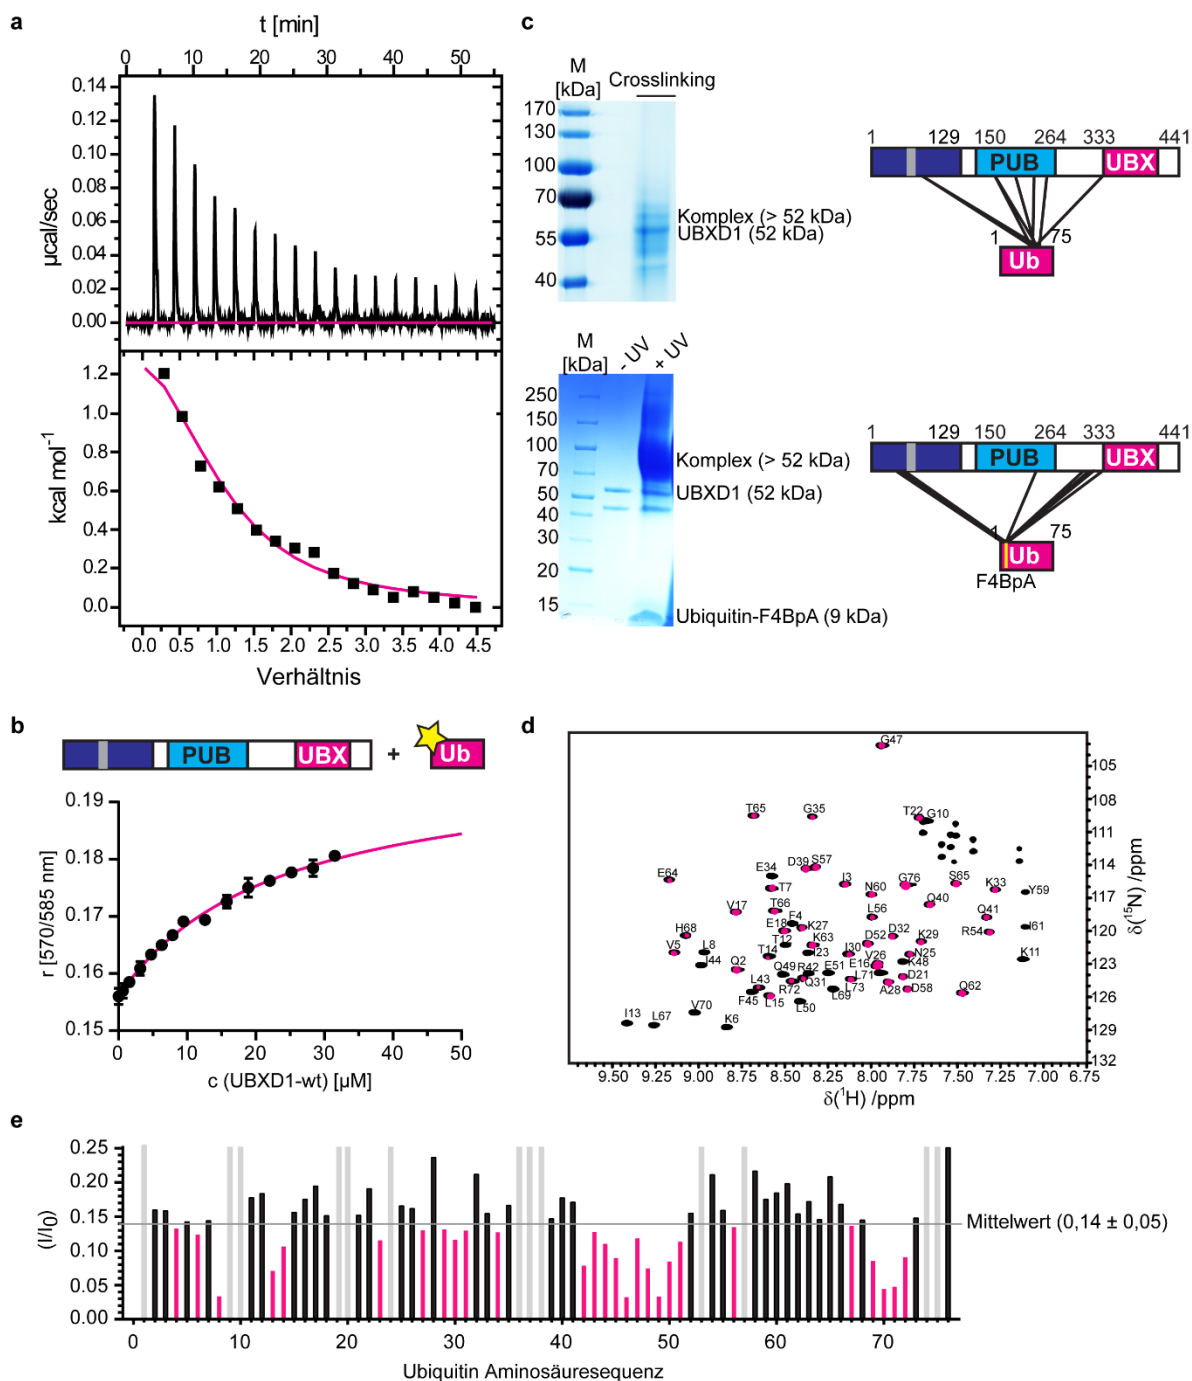 a
t [min]
0 10 20 30 40 50
0.14
0.12
0.10
0.08
0.06
0.04
0.02
0.00
µcal/sec
1.2
1.0
0.8
0.6
0.4
0.2
0.0
kcal mol⁻¹
0.0 0.5 1.0 1.5 2.0 2.5 3.0 3.5 4.0 4.5
Verhältnis
c
M
[kDa]
Crosslinking
170
130
100
70
55
40
Komplex (> 52 kDa)
UBXD1 (52 kDa)
1 129 150 264 333 441
PUB UBX
1 75
Ub
M
[kDa]
- UV + UV
250
150
100
70
50
40
30
20
15
Komplex (> 52 kDa)
UBXD1 (52 kDa)
Ubiquitin-F4BpA (9 kDa)
1 129 150 264 333 441
PUB UBX
1 75
Ub
F4BpA
b
PUB UBX + Ub
0.19
0.17
0.16
0.15
r [570/585 nm]
0 10 20 30 40 50
c (UBXD1-wt) [µM]
d
G47
T65 G35 T22 G10
E64 E34 D39 S57
T7 I3 N60 G76 S65 K33 Y59
V17 T66 F4 K27 L56 Q40 Q41
H68 E18 K63 D52 D32 K29 R54 I61
V5 L8 T12 T14 I23 I30 V26 N25 K11
I44 Q2 Q49 R42 E51 E16 K48
L43 R72 Q31 L73 L71 D21
F45 L15 L50 L69 A28 D58 Q62
I13 L67 V70 K6
105
108
111
114
117
120
123
126
129
132
δ(¹⁵N) /ppm
9.50 9.25 9.00 8.75 8.50 8.25 8.00 7.75 7.50 7.25 7.00 6.75
δ(¹H) /ppm
e
0.25
0.20
0.15
0.10
0.05
0.00
(I/I₀)
Mittelwert (0,14 ± 0,05)
0 10 20 30 40 50 60 70
Ubiquitin Aminosäuresequenz